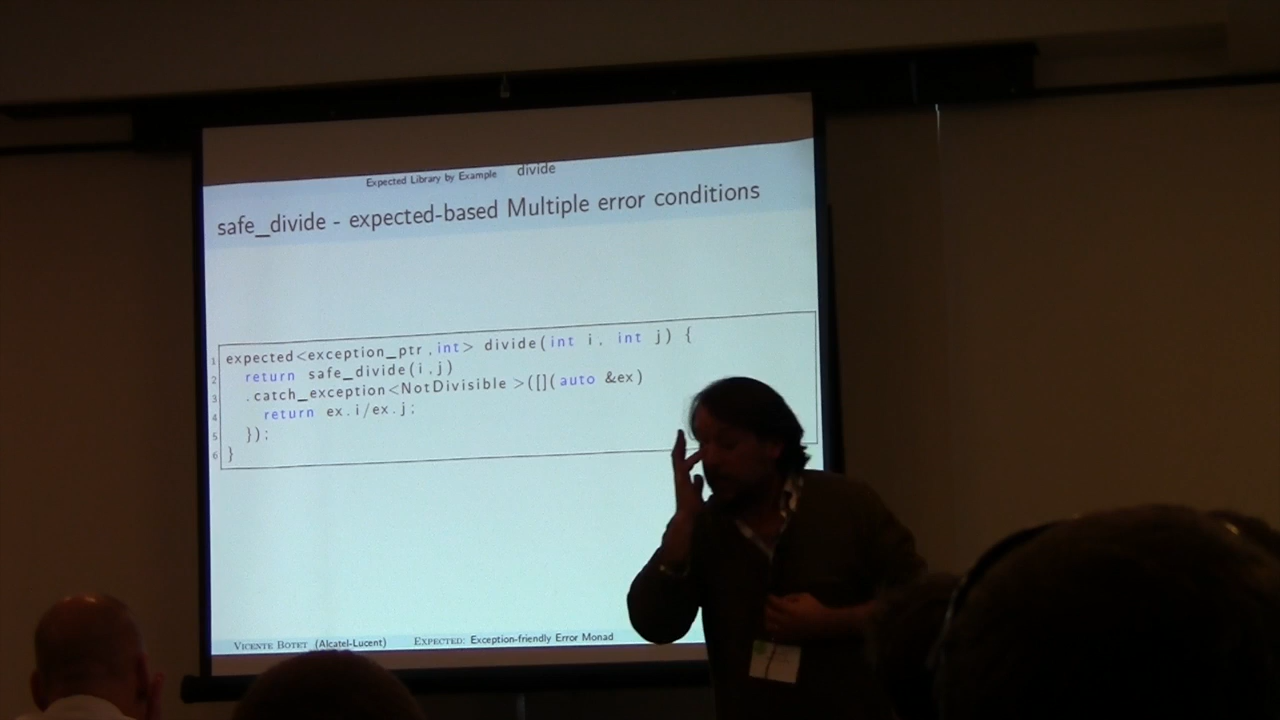 Expected Library by Example divide
safe_divide - expected-based Multiple error conditions
1 expected<exception_ptr,int> divide(int i, int j) {
2 return safe_divide(i,j)
3 .catch_exception<NotDivisible>([](auto &ex)
4 return ex.i/ex.j;
5 });
6 }
VICENTE BOTET (Alcatel-Lucent) EXPECTED: Exception-friendly Error Monad